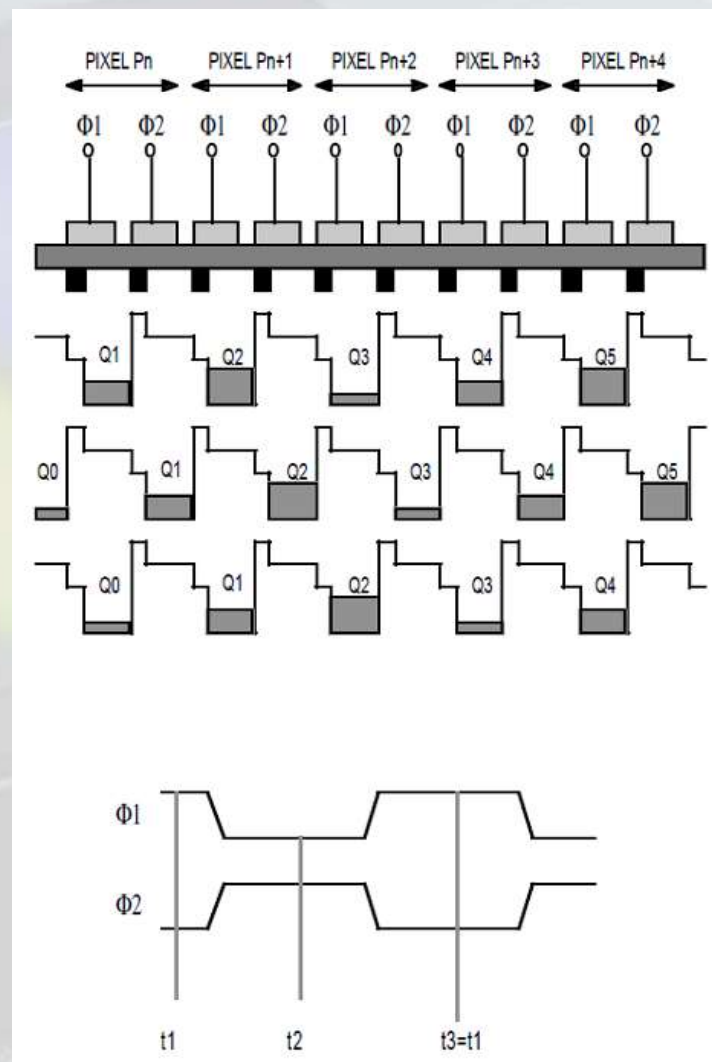 PIXEL Pn PIXEL Pn+1 PIXEL Pn+2 PIXEL Pn+3 PIXEL Pn+4
Φ1 Φ2 Φ1 Φ2 Φ1 Φ2 Φ1 Φ2 Φ1 Φ2
Q1 Q2 Q3 Q4 Q5
Q0 Q1 Q2 Q3 Q4 Q5
Q0 Q1 Q2 Q3 Q4
Φ1
Φ2
t1 t2 t3=t1